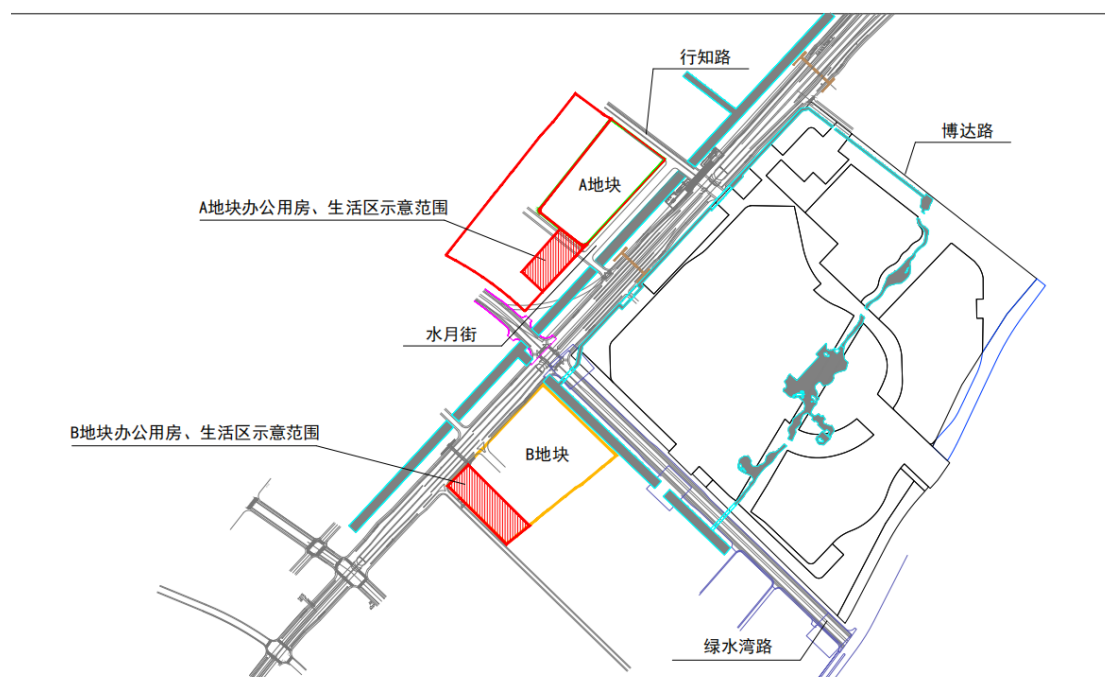 行知路
博达路
A地块
A地块办公用房、生活区示意范围
水月街
B地块办公用房、生活区示意范围
B地块
绿水湾路